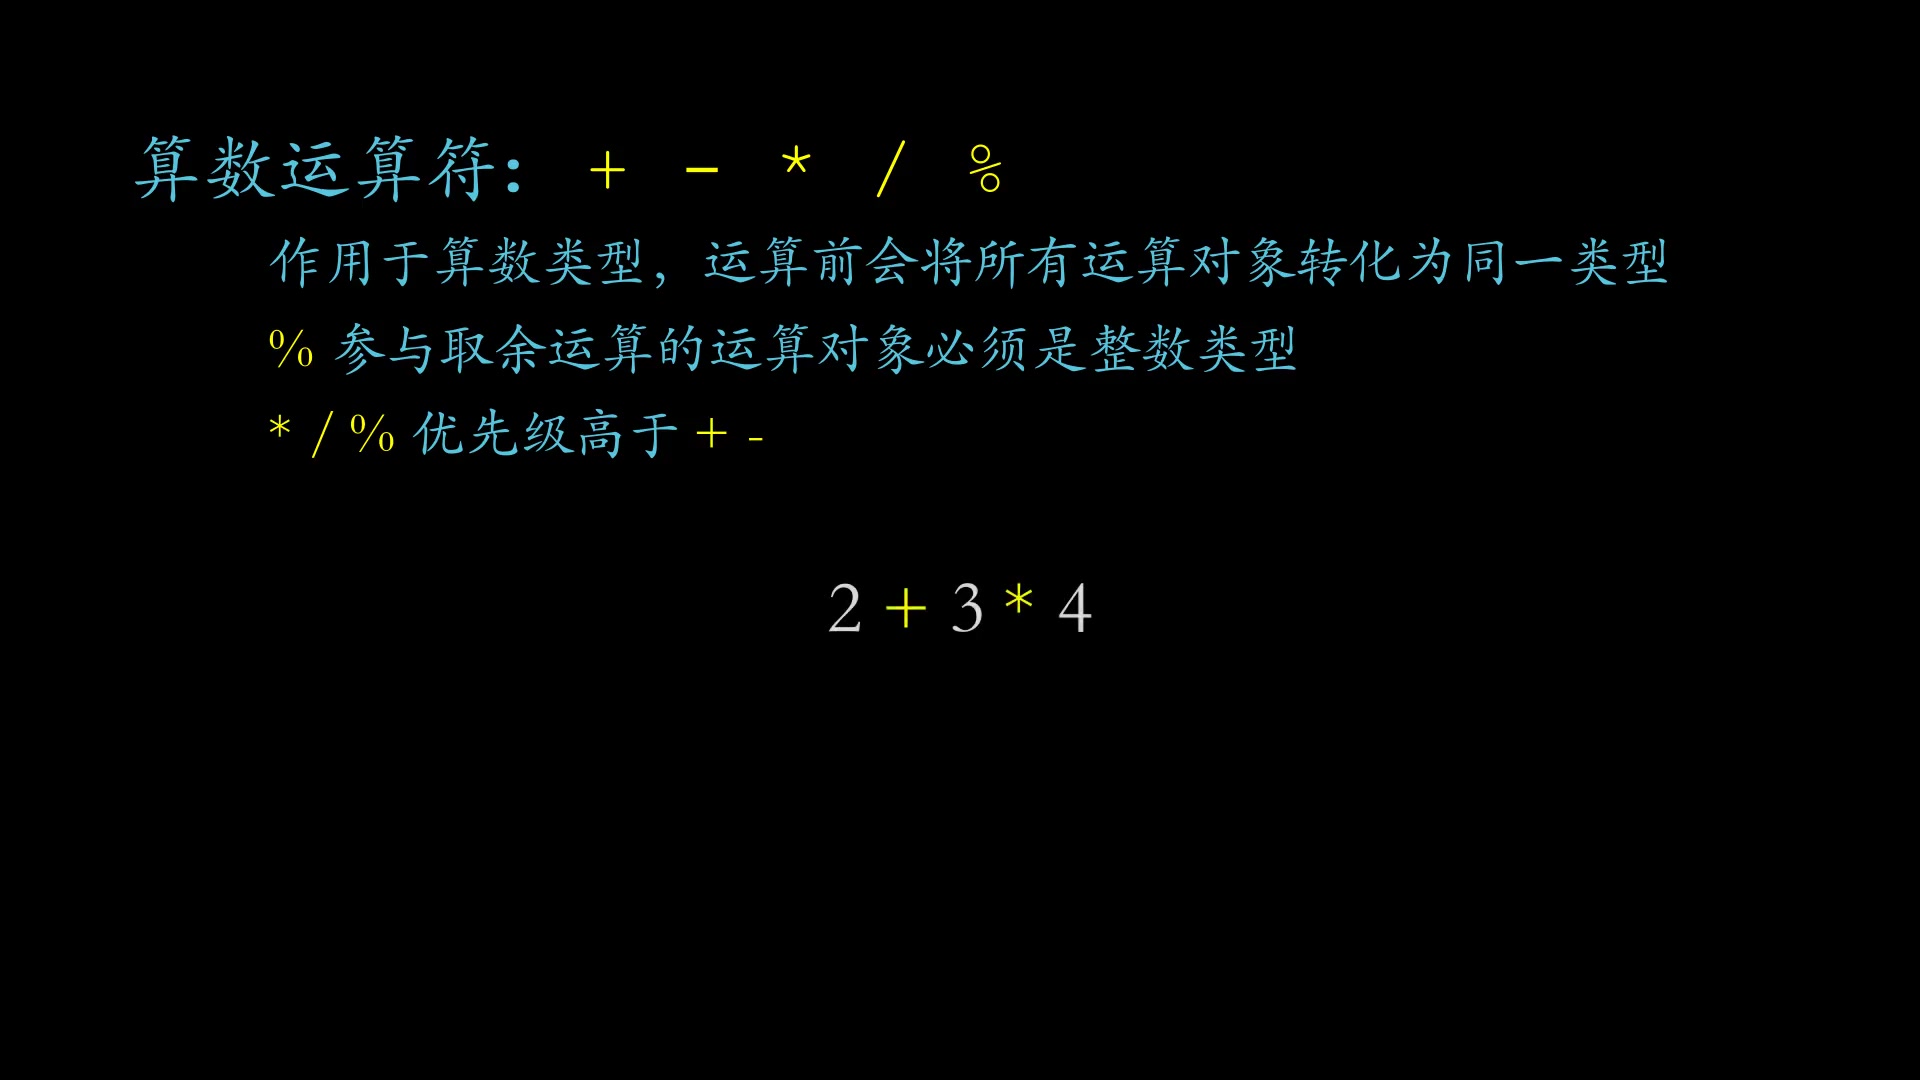 算数运算符： + - * / %
作用于算数类型，运算前会将所有运算对象转化为同一类型
% 参与取余运算的运算对象必须是整数类型
* / % 优先级高于 + -
2 + 3 * 4